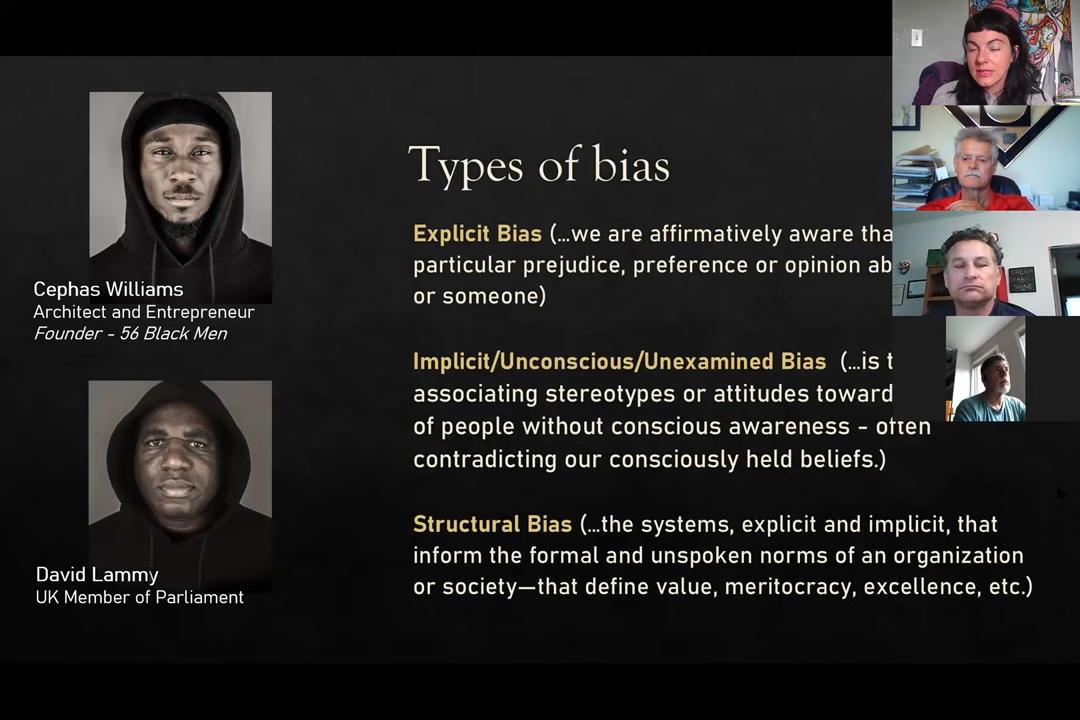 Types of bias
Explicit Bias (...we are affirmatively aware
particular prejudice, preference or opinion
or someone)
Implicit/Unconscious/Unexamined Bias (...is
associating stereotypes or attitudes toward
of people without conscious awareness - often
contradicting our consciously held beliefs.)
Structural Bias (...the systems, explicit and implicit, that
inform the formal and unspoken norms of an organization
or society—that define value, meritocracy, excellence, etc.)
Cephas Williams
Architect and Entrepreneur
Founder - 56 Black Men
David Lammy
UK Member of Parliament